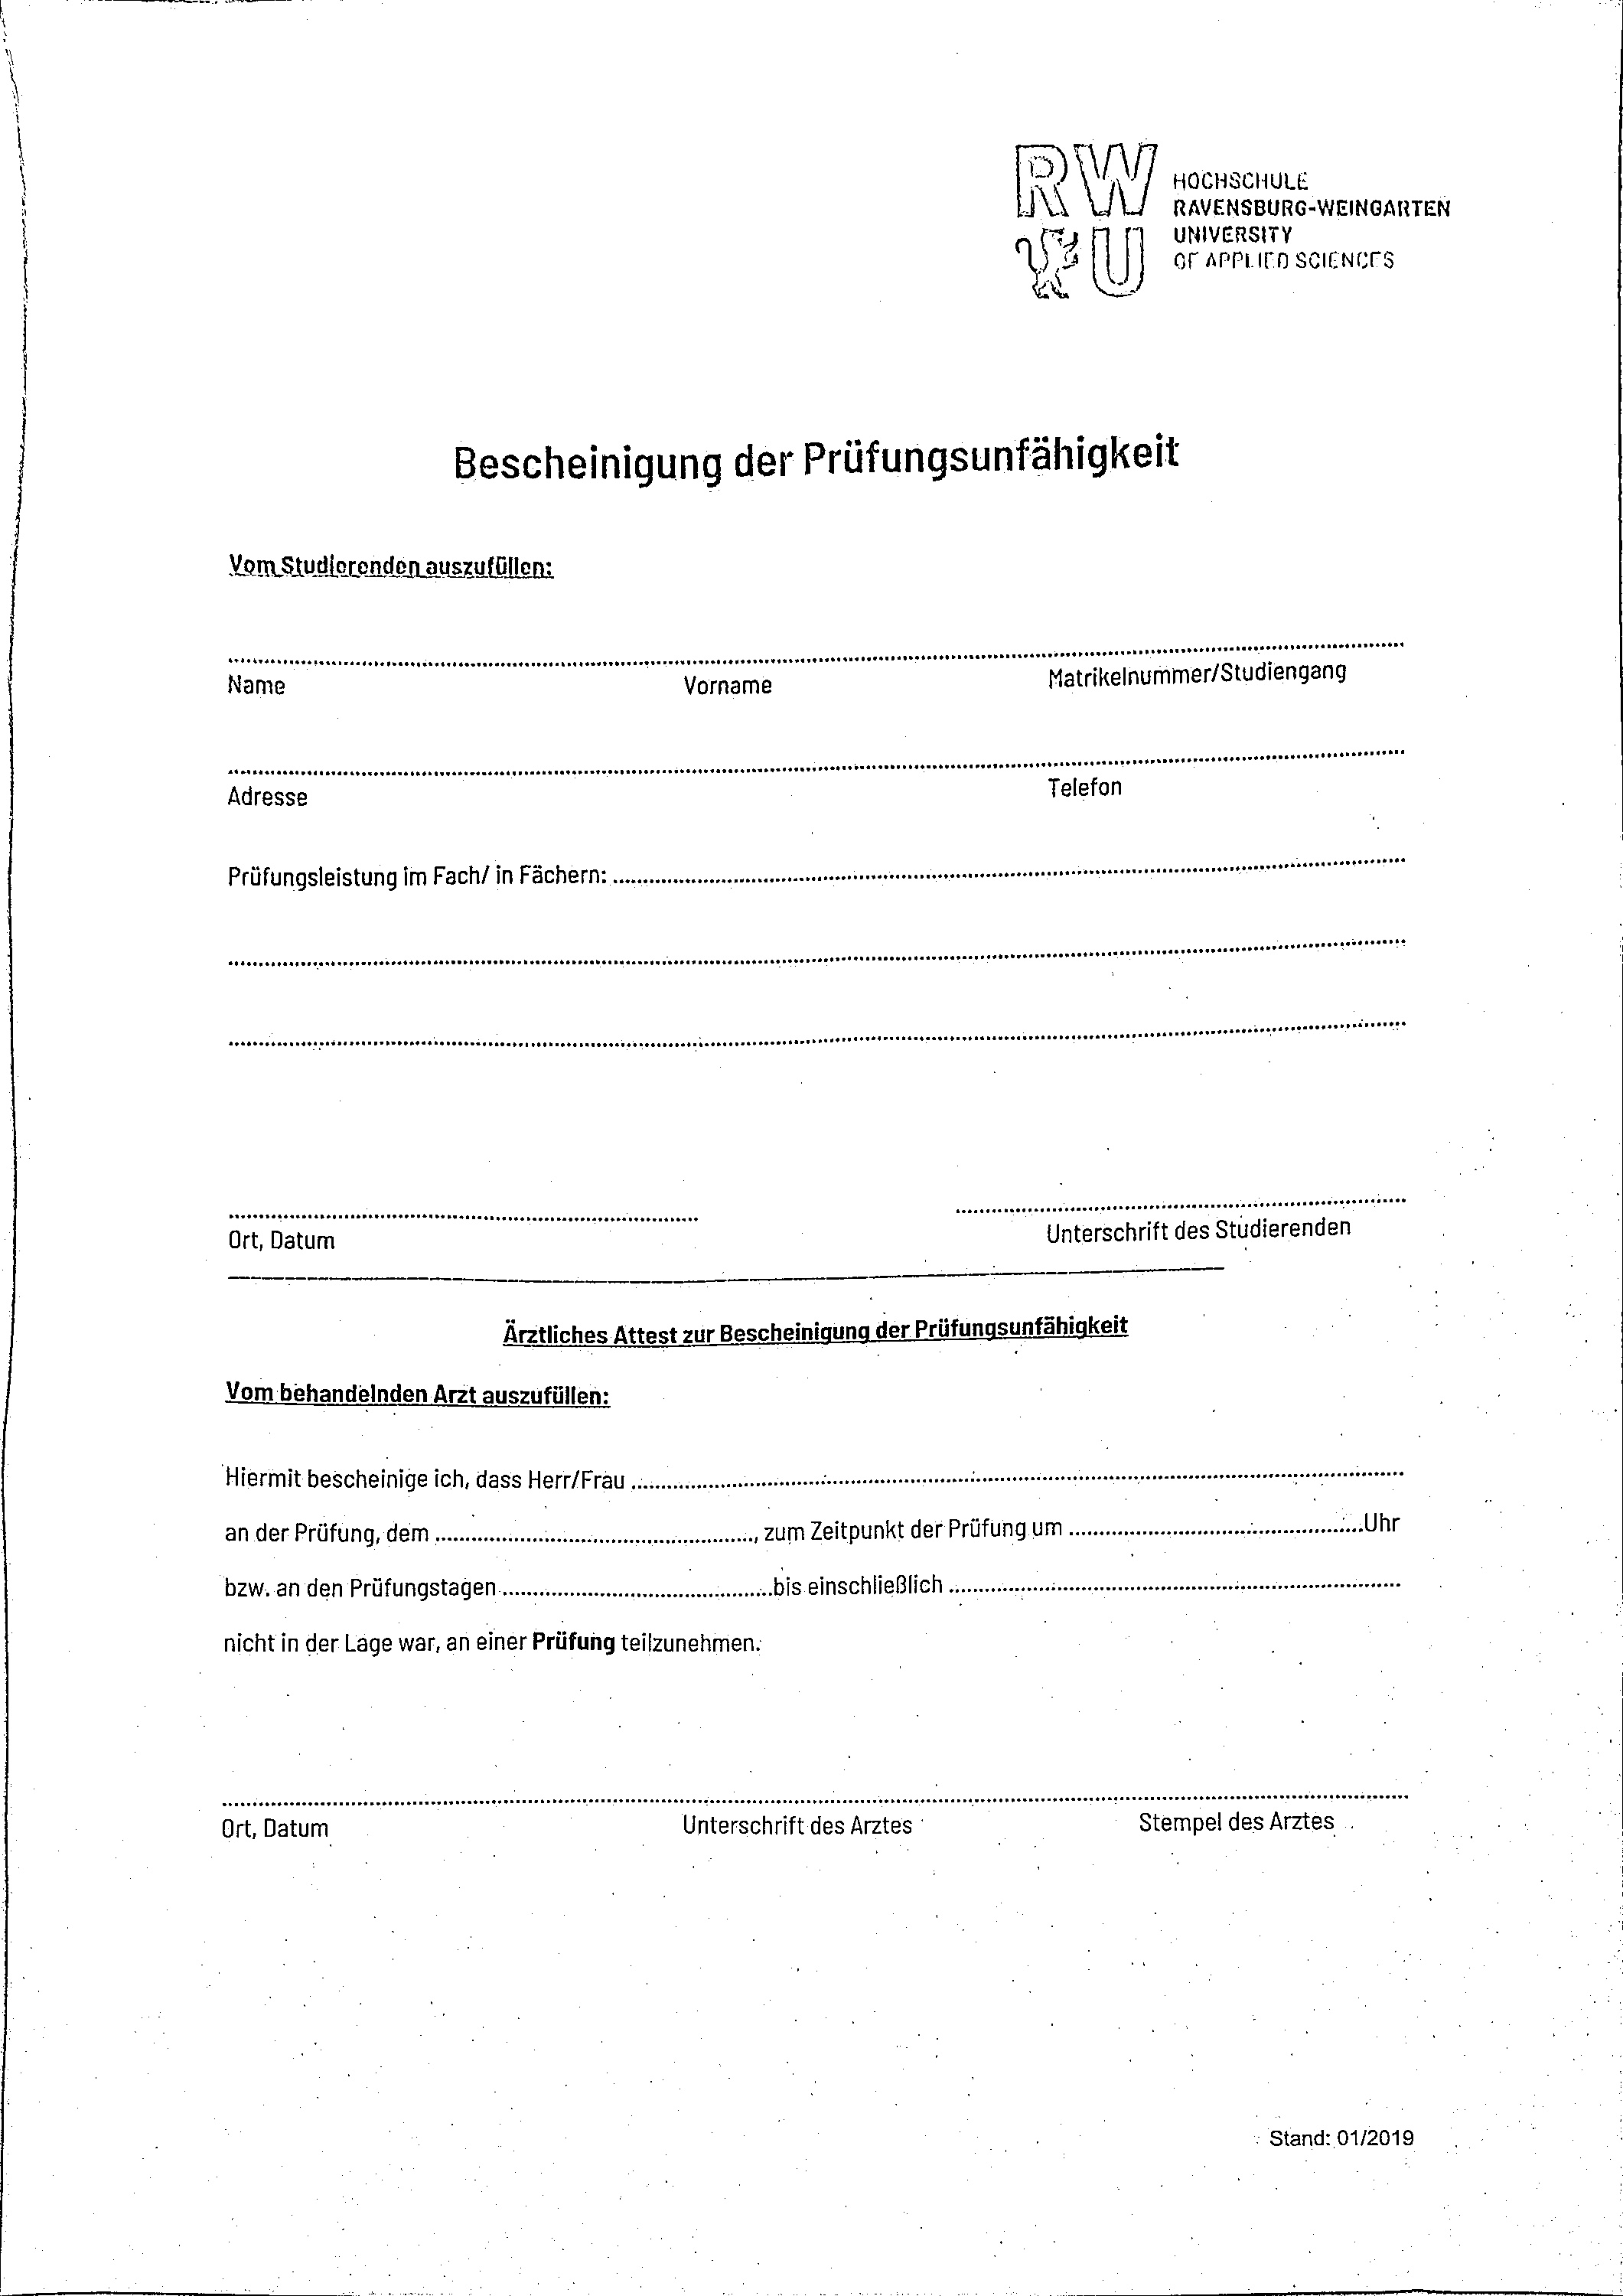 RW
U
HOCHSCHULE
RAVENSBURG-WEINGARTEN
UNIVERSITY
OF APPLIED SCIENCES
Bescheinigung der Prüfungsunfähigkeit
Vom Studierenden auszufüllen:
Name Vorname Matrikelnummer/Studiengang
Adresse Telefon
Prüfungsleistung im Fach/ in Fächern:
Ort, Datum Unterschrift des Studierenden
Ärztliches Attest zur Bescheinigung der Prüfungsunfähigkeit
Vom behandelnden Arzt auszufüllen:
Hiermit bescheinige ich, dass Herr/Frau
an der Prüfung, dem , zum Zeitpunkt der Prüfung um Uhr
bzw. an den Prüfungstagen bis einschließlich
nicht in der Lage war, an einer Prüfung teilzunehmen.
Ort, Datum Unterschrift des Arztes Stempel des Arztes
Stand: 01/2019